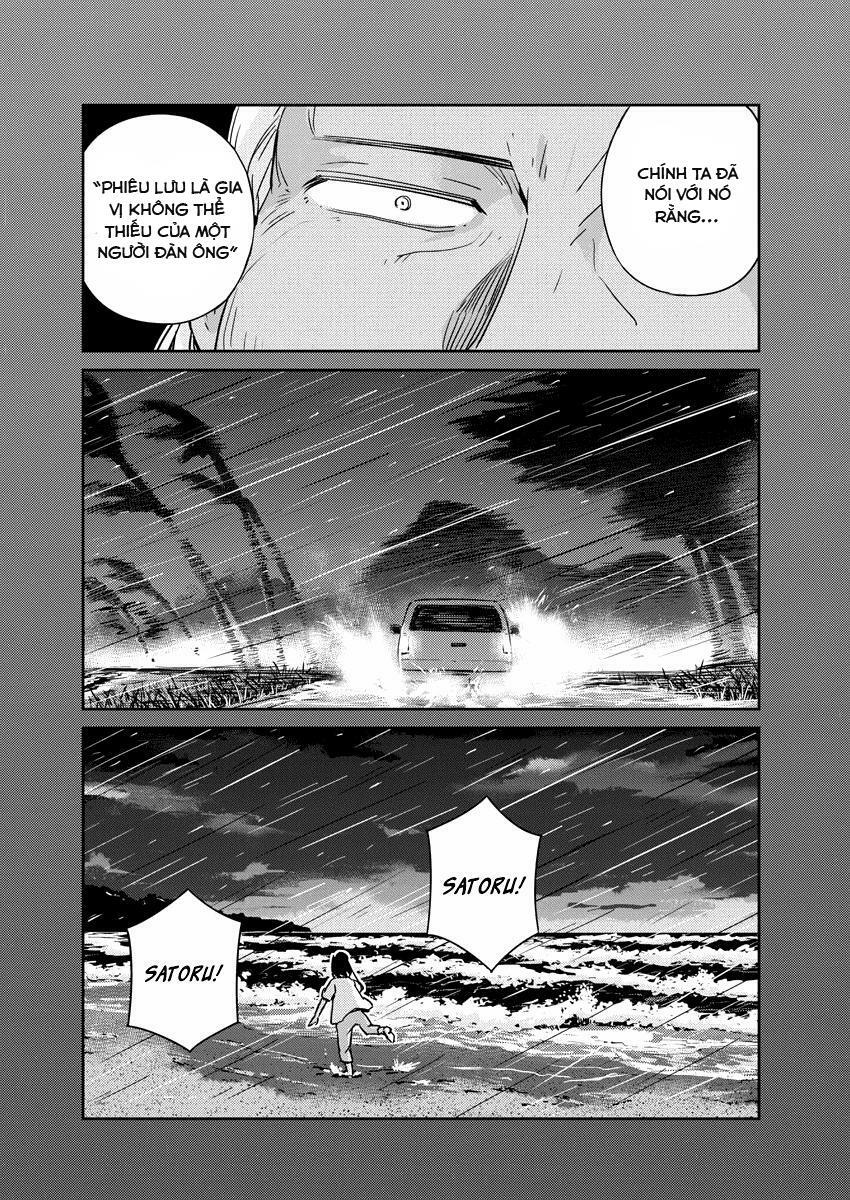 CHÍNH TA ĐÃ
NÓI VỚI NÓ
RẰNG...
"PHIÊU LƯU LÀ GIA
VỊ KHÔNG THỂ
THIẾU CỦA MỘT
NGƯỜI ĐÀN ÔNG"
SATORU!
SATORU!